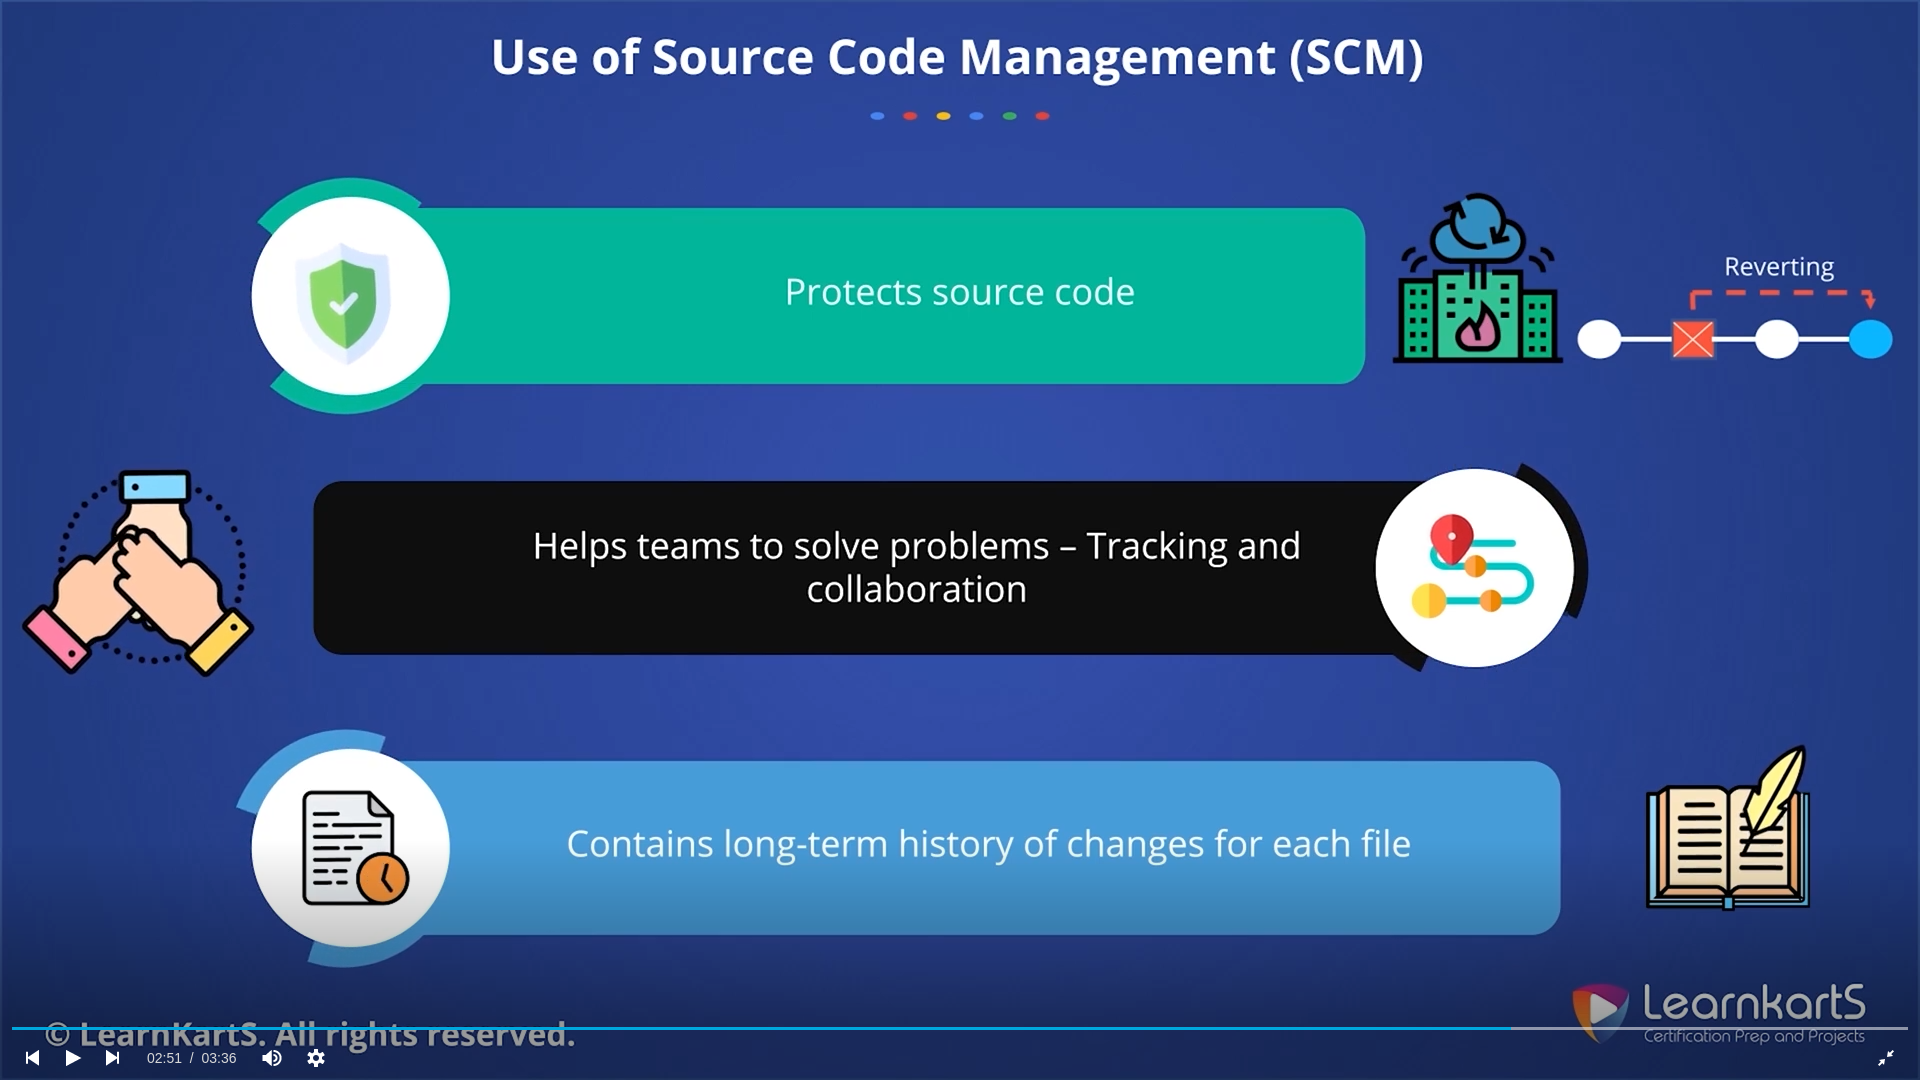 Use of Source Code Management (SCM)
Protects source code
Reverting
Helps teams to solve problems – Tracking and
collaboration
Contains long-term history of changes for each file
LearnkartS
Certification Prep and Projects
© LearnKartS. All rights reserved.
02:51 / 03:36